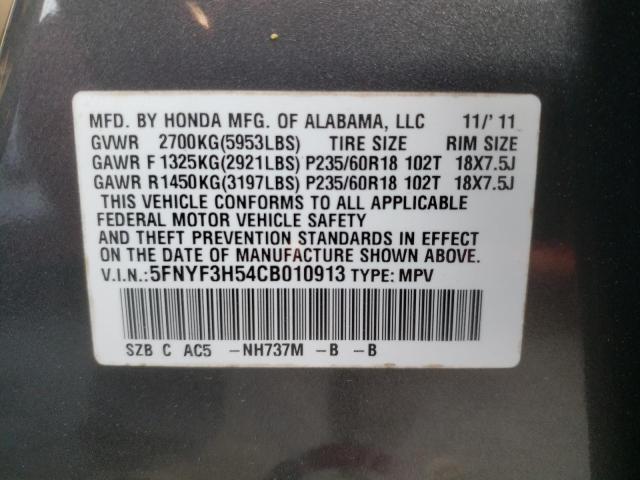 MFD. BY HONDA MFG. OF ALABAMA, LLC 11/'11
GVWR 2700KG(5953LBS) TIRE SIZE RIM SIZE
GAWR F 1325KG(2921LBS) P235/60R18 102T 18X7.5J
GAWR R1450KG(3197LBS) P235/60R18 102T 18X7.5J
THIS VEHICLE CONFORMS TO ALL APPLICABLE
FEDERAL MOTOR VEHICLE SAFETY
AND THEFT PREVENTION STANDARDS IN EFFECT
ON THE DATE OF MANUFACTURE SHOWN ABOVE.
V.I.N.:5FNYF3H54CB010913 TYPE: MPV
SZB C AC5 -NH737M -B -B